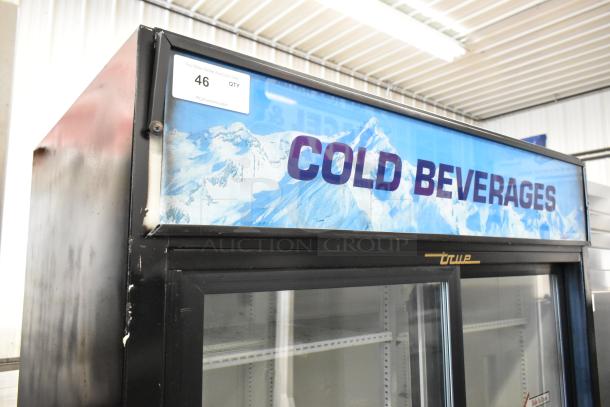 46 QTY
COLD BEVERAGES
AUCTION GROUP
true